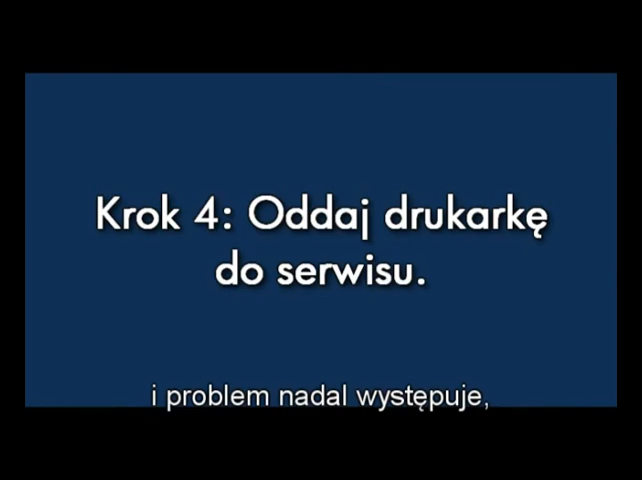 Krok 4: Oddaj drukarkę
do serwisu.
i problem nadal występuje,